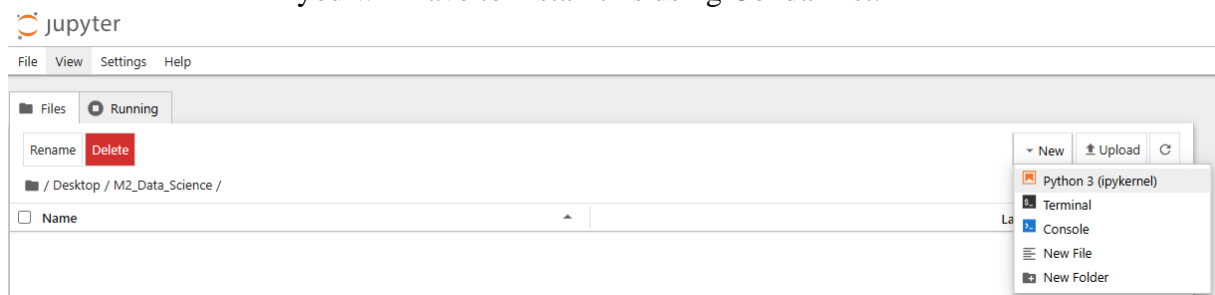 jupyter
File View Settings Help
Files Running
Rename Delete New Upload
/ Desktop / M2_Data_Science /
Name
Python 3 (ipykernel)
Terminal
Console
New File
New Folder